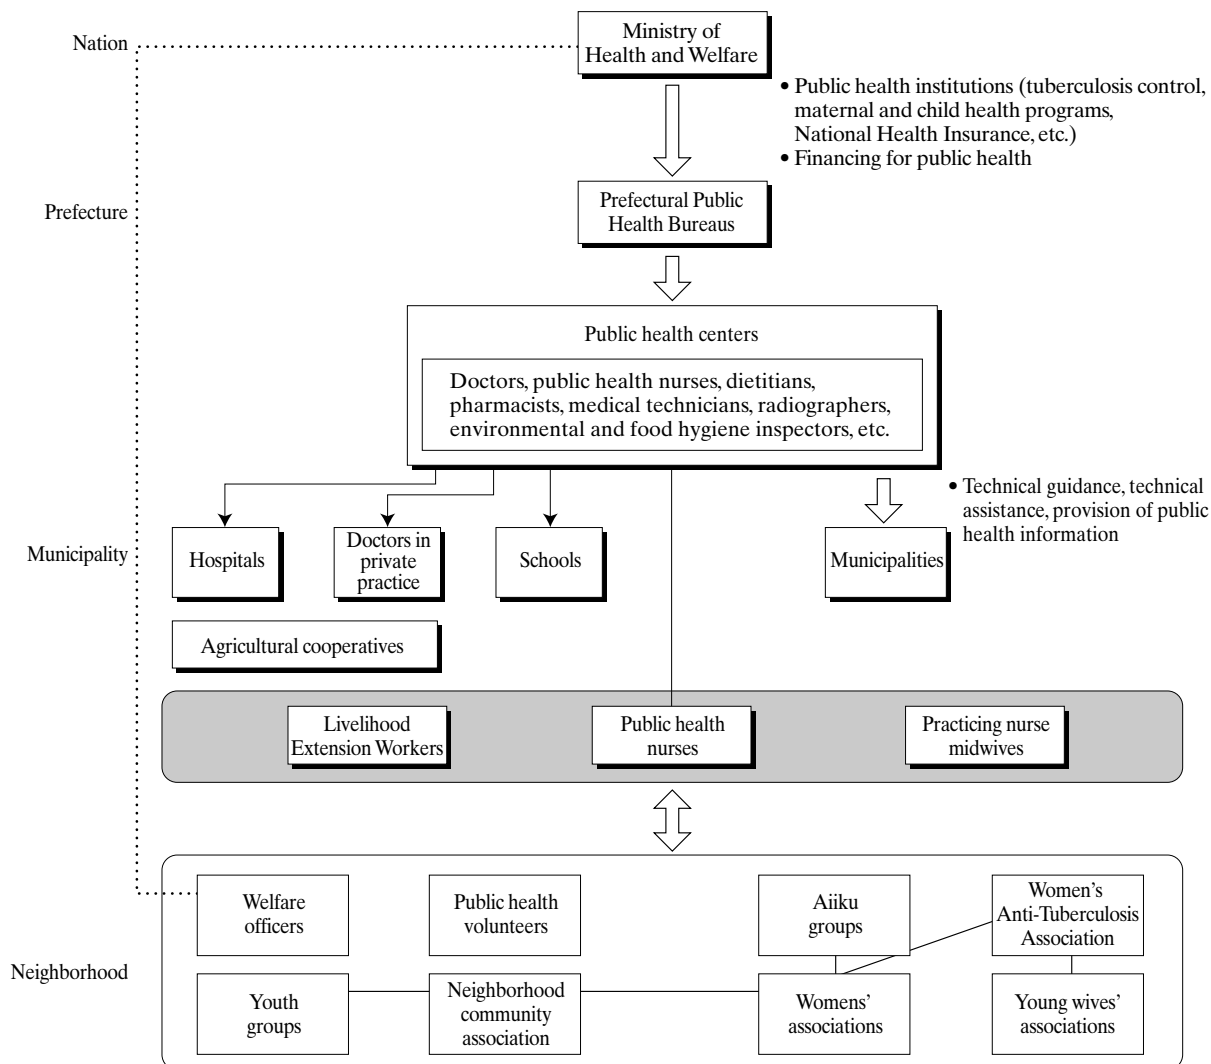 Nation
Ministry of
Health and Welfare
• Public health institutions (tuberculosis control,
maternal and child health programs,
National Health Insurance, etc.)
• Financing for public health
Prefecture
Prefectural Public
Health Bureaus
Public health centers
Doctors, public health nurses, dietitians,
pharmacists, medical technicians, radiographers,
environmental and food hygiene inspectors, etc.
• Technical guidance, technical
assistance, provision of public
health information
Municipality
Hospitals
Doctors in
private
practice
Schools
Municipalities
Agricultural cooperatives
Livelihood
Extension Workers
Public health
nurses
Practicing nurse
midwives
Neighborhood
Welfare
officers
Public health
volunteers
Aiiku
groups
Women's
Anti-Tuberculosis
Association
Youth
groups
Neighborhood
community
association
Womens'
associations
Young wives'
associations